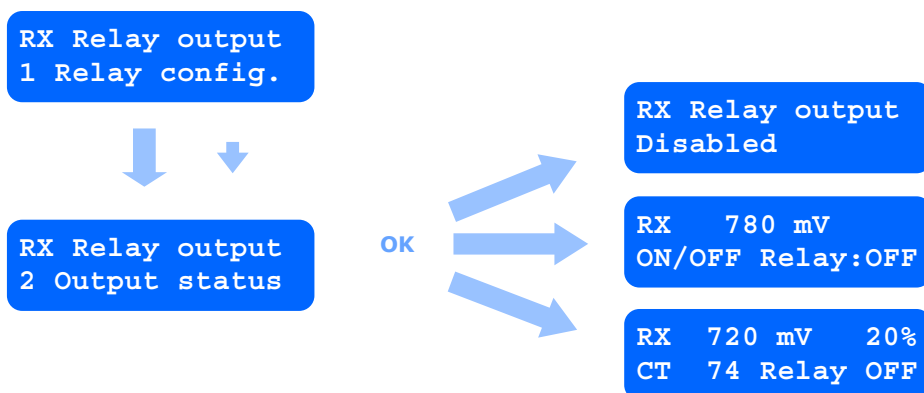 RX Relay output
1 Relay config.
RX Relay output
2 Output status
OK
RX Relay output
Disabled
RX 780 mV
ON/OFF Relay:OFF
RX 720 mV 20%
CT 74 Relay OFF